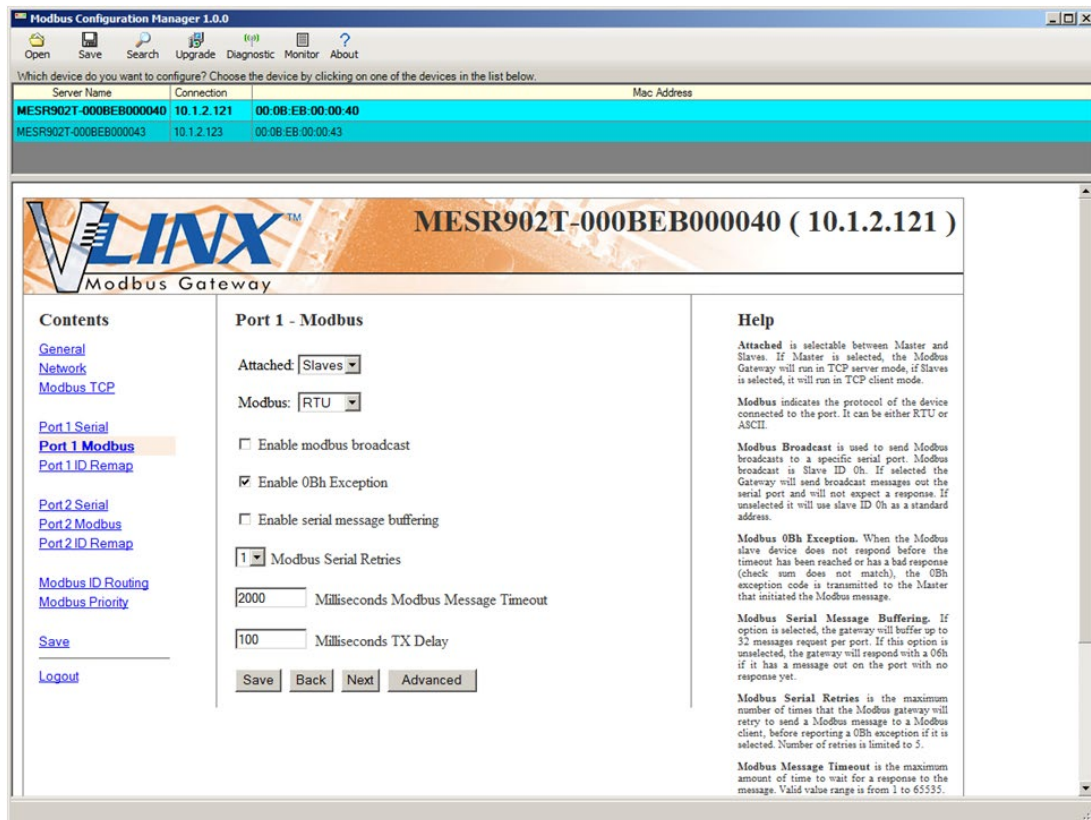 Modbus Configuration Manager 1.0.0
Open Save Search Upgrade Diagnostic Monitor About
Which device do you want to configure? Choose the device by clicking on one of the devices in the list below.
Server Name Connection Mac Address
MESR902T-000BEB000040 10.1.2.121 00:0B:EB:00:00:40
MESR902T-000BEB000043 10.1.2.123 00:0B:EB:00:00:43
VLINX™
Modbus Gateway
MESR902T-000BEB000040 ( 10.1.2.121 )
Contents
General
Network
Modbus TCP
Port 1 Serial
Port 1 Modbus
Port 1 ID Remap
Port 2 Serial
Port 2 Modbus
Port 2 ID Remap
Modbus ID Routing
Modbus Priority
Save
Logout
Port 1 - Modbus
Attached: Slaves
Modbus: RTU
Enable modbus broadcast
Enable 0Bh Exception
Enable serial message buffering
1 Modbus Serial Retries
2000 Milliseconds Modbus Message Timeout
100 Milliseconds TX Delay
Save Back Next Advanced
Help
Attached is selectable between Master and
Slaves. If Master is selected, the Modbus
Gateway will run in TCP server mode, if Slaves
is selected, it will run in TCP client mode.
Modbus indicates the protocol of the device
connected to the port. It can be either RTU or
ASCII.
Modbus Broadcast is used to send Modbus
broadcasts to a specific serial port. Modbus
broadcast is Slave ID 0h. If selected the
Gateway will send broadcast messages out the
serial port and will not expect a response. If
unselected it will use slave ID 0h as a standard
address.
Modbus 0Bh Exception. When the Modbus
slave device does not respond before the
timeout has been reached or has a bad response
(check sum does not match), the 0Bh
exception code is transmitted to the Master
that initiated the Modbus message.
Modbus Serial Message Buffering. If
option is selected, the gateway will buffer up to
32 messages request per port. If this option is
unselected, the gateway will respond with a 06h
if it has a message out on the port with no
response yet.
Modbus Serial Retries is the maximum
number of times that the Modbus gateway will
retry to send a Modbus message to a Modbus
client, before reporting a 0Bh exception if it is
selected. Number of retries is limited to 5.
Modbus Message Timeout is the maximum
amount of time to wait for a response to the
message. Valid value range is from 1 to 65535.